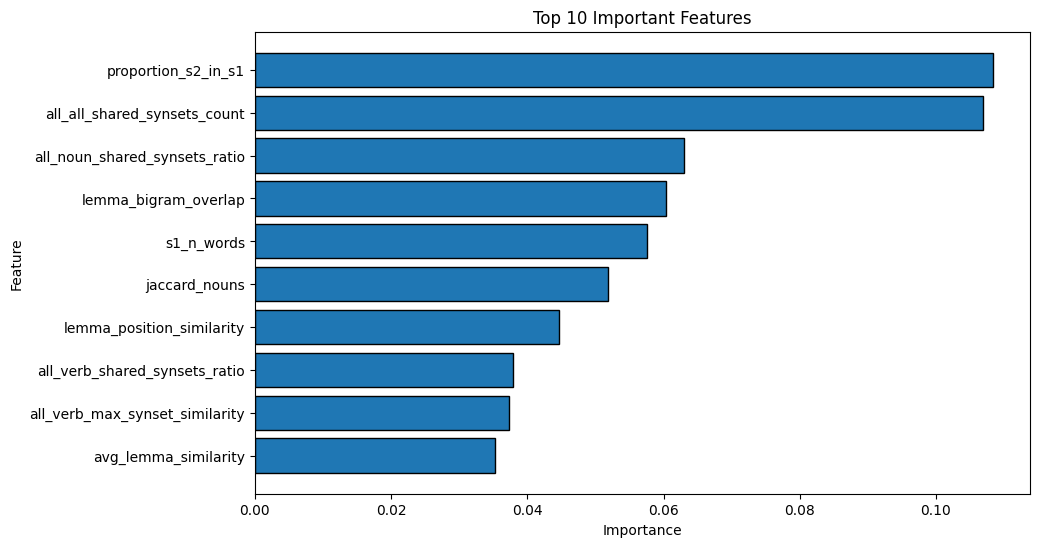 Top 10 Important Features
Feature
proportion_s2_in_s1
all_all_shared_synsets_count
all_noun_shared_synsets_ratio
lemma_bigram_overlap
s1_n_words
jaccard_nouns
lemma_position_similarity
all_verb_shared_synsets_ratio
all_verb_max_synset_similarity
avg_lemma_similarity
0.00 0.02 0.04 0.06 0.08 0.10
Importance